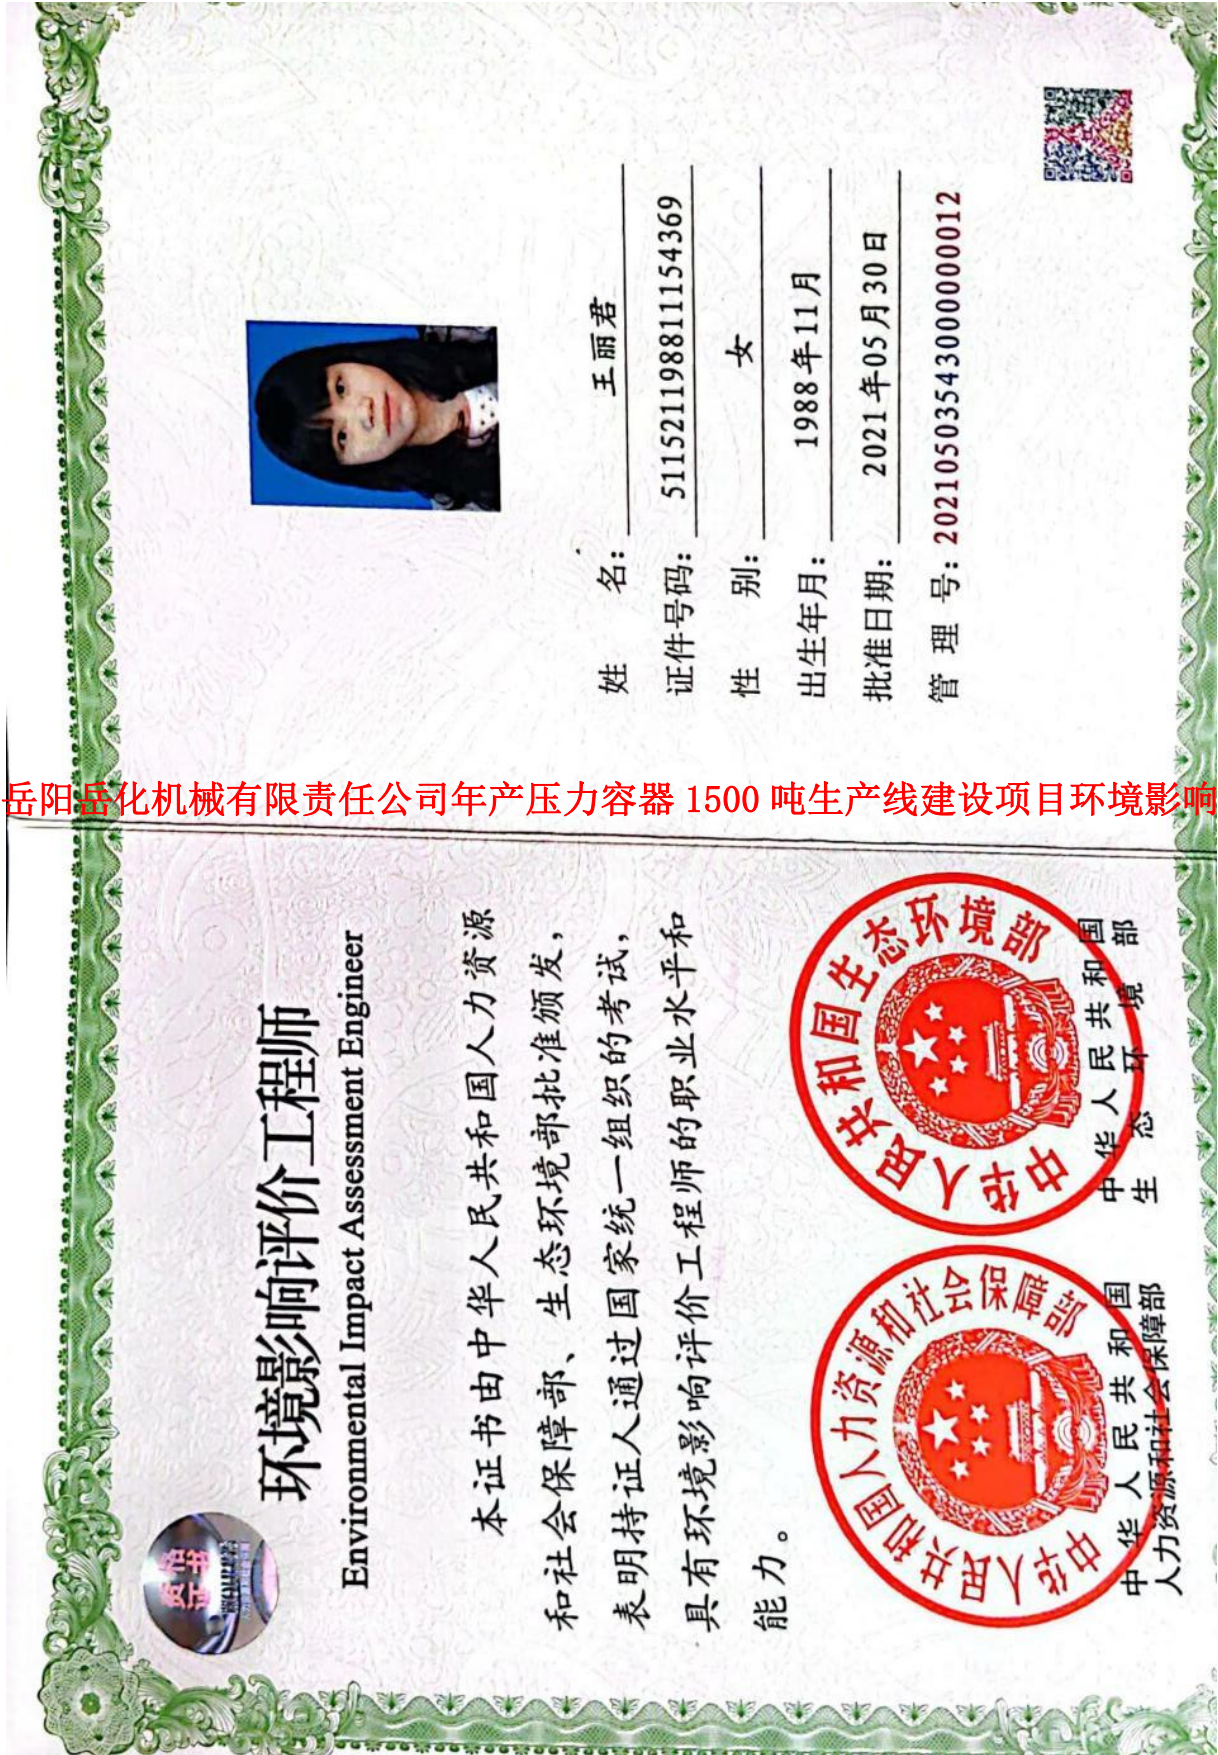 环境影响评价工程师
Environmental Impact Assessment Engineer
本证书由中华人民共和国人力资源
和社会保障部、生态环境部批准颁发，
表明持证人通过国家统一组织的考试，
具有环境影响评价工程师的职业水平和
能力。
资格
证书
中华人民共和国人力资源和社会保障部
中华人民共和国生态环境部
中华人民共和国
人力资源和社会保障部
中华人民共和国
生态环境部
岳阳岳化机械有限责任公司年产压力容器 1500 吨生产线建设项目环境影响
姓 名： 王丽君
证件号码： 511521198811154369
性 别： 女
出生年月： 1988年11月
批准日期： 2021年05月30日
管 理 号： 20210503543000000012